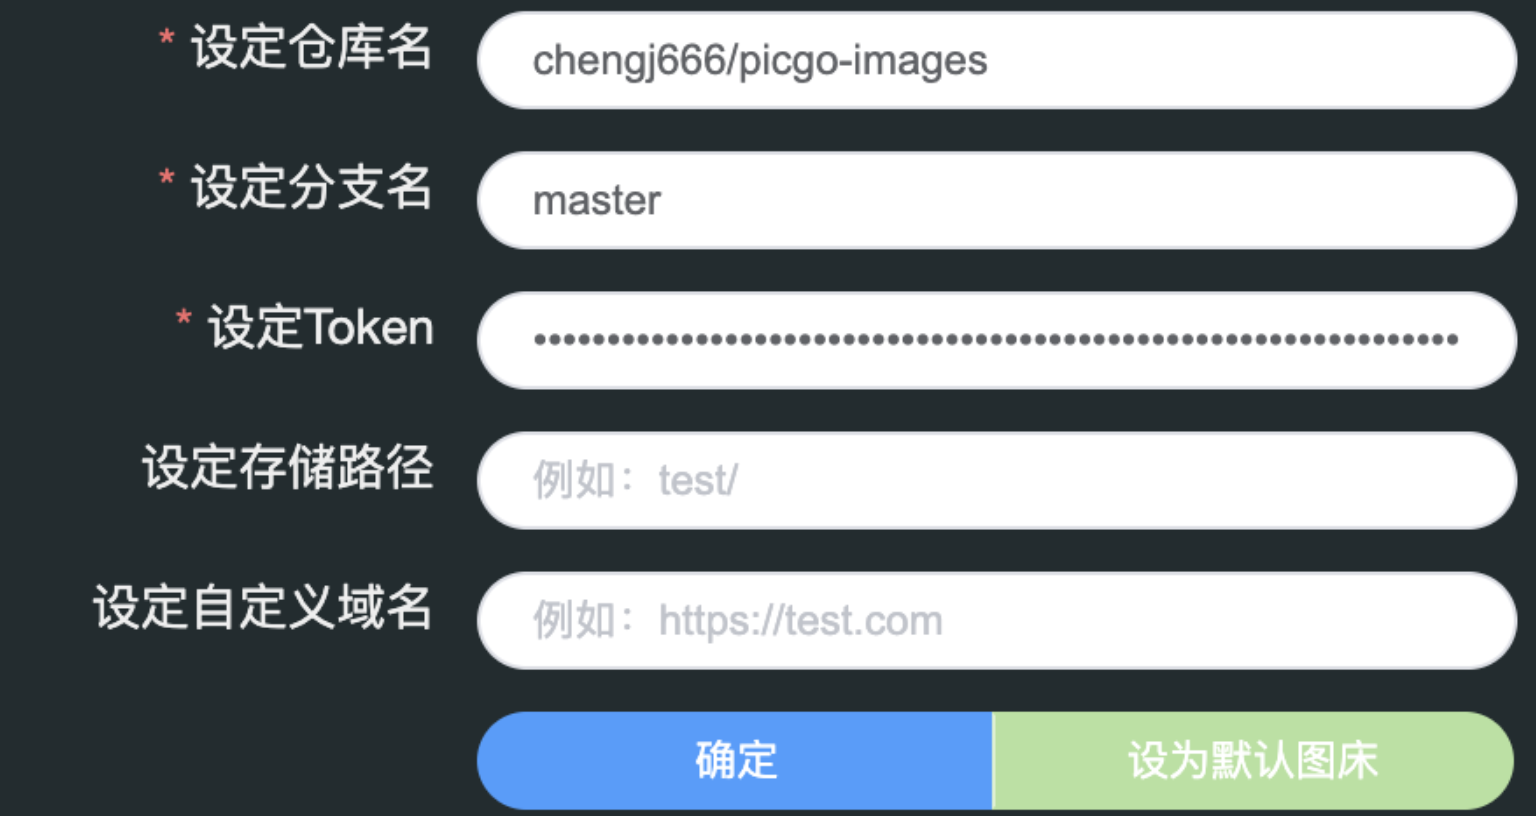 * 设定仓库名 chengj666/picgo-images
* 设定分支名 master
* 设定Token ••••••••••••••••••••••••••••••••••••••••••••••••••••••••••••••••
设定存储路径 例如：test/
设定自定义域名 例如：https://test.com
确定 设为默认图床